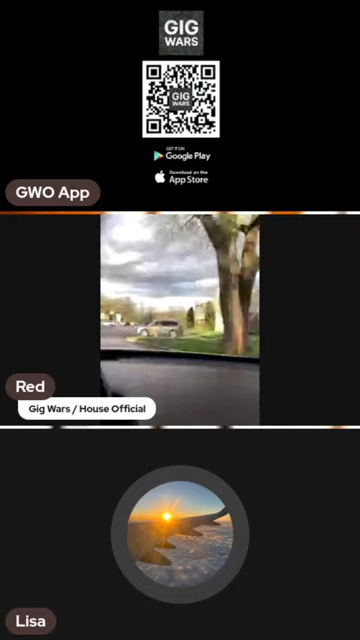 GIG
WARS
GIG
WARS
GET IT ON
Google Play
Download on the
App Store
GWO App
Red
Gig Wars / House Official
Lisa